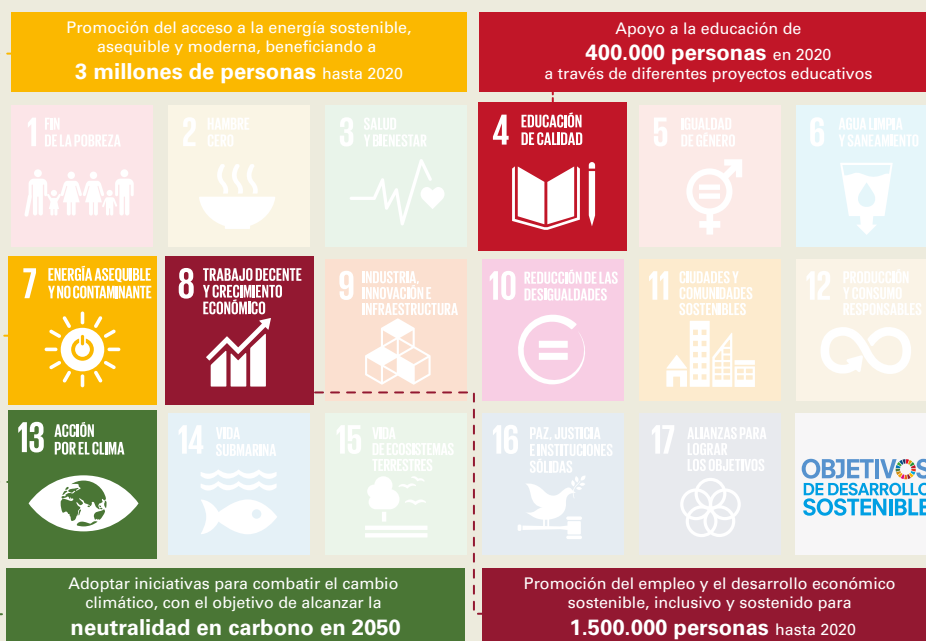 Promoción del acceso a la energía sostenible,
asequible y moderna, beneficiando a
3 millones de personas hasta 2020
Apoyo a la educación de
400.000 personas en 2020
a través de diferentes proyectos educativos
1 FIN
DE LA POBREZA
2 HAMBRE
CERO
3 SALUD
Y BIENESTAR
4 EDUCACIÓN
DE CALIDAD
5 IGUALDAD
DE GÉNERO
6 AGUA LIMPIA
Y SANEAMIENTO
7 ENERGÍA ASEQUIBLE
Y NO CONTAMINANTE
8 TRABAJO DECENTE
Y CRECIMIENTO
ECONÓMICO
9 INDUSTRIA,
INNOVACIÓN E
INFRAESTRUCTURA
10 REDUCCIÓN DE LAS
DESIGUALDADES
11 CIUDADES Y
COMUNIDADES
SOSTENIBLES
12 PRODUCCIÓN
Y CONSUMO
RESPONSABLES
13 ACCIÓN
POR EL CLIMA
14 VIDA
SUBMARINA
15 VIDA
DE ECOSISTEMAS
TERRESTRES
16 PAZ, JUSTICIA
E INSTITUCIONES
SÓLIDAS
17 ALIANZAS PARA
LOGRAR
LOS OBJETIVOS
OBJETIVOS
DE DESARROLLO
SOSTENIBLE
Adoptar iniciativas para combatir el cambio
climático, con el objetivo de alcanzar la
neutralidad en carbono en 2050
Promoción del empleo y el desarrollo económico
sostenible, inclusivo y sostenido para
1.500.000 personas hasta 2020